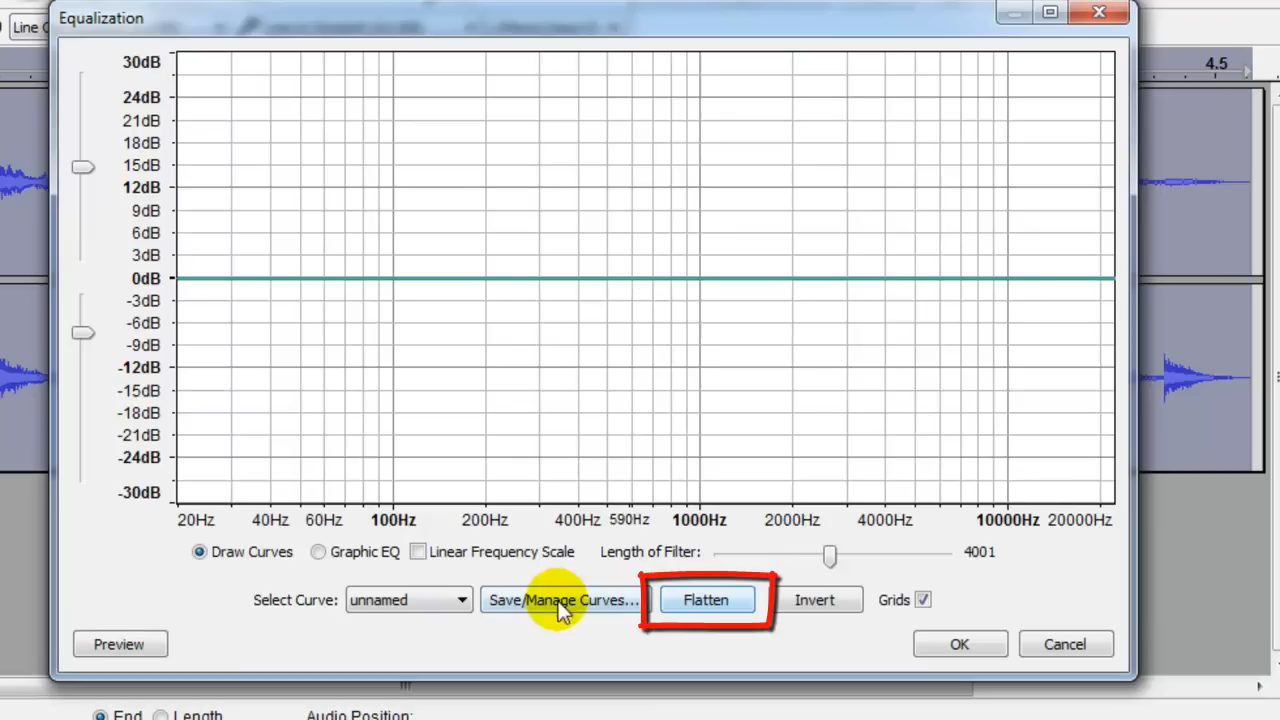 Equalization
Line
4.5
30dB
24dB
21dB
18dB
15dB
12dB
9dB
6dB
3dB
0dB
-3dB
-6dB
-9dB
-12dB
-15dB
-18dB
-21dB
-24dB
-30dB
20Hz 40Hz 60Hz 100Hz 200Hz 400Hz 590Hz 1000Hz 2000Hz 4000Hz 10000Hz 20000Hz
Draw Curves Graphic EQ Linear Frequency Scale Length of Filter: 4001
Select Curve: unnamed Save/Manage Curves... Flatten Invert Grids
Preview OK Cancel
End Length Audio Position: